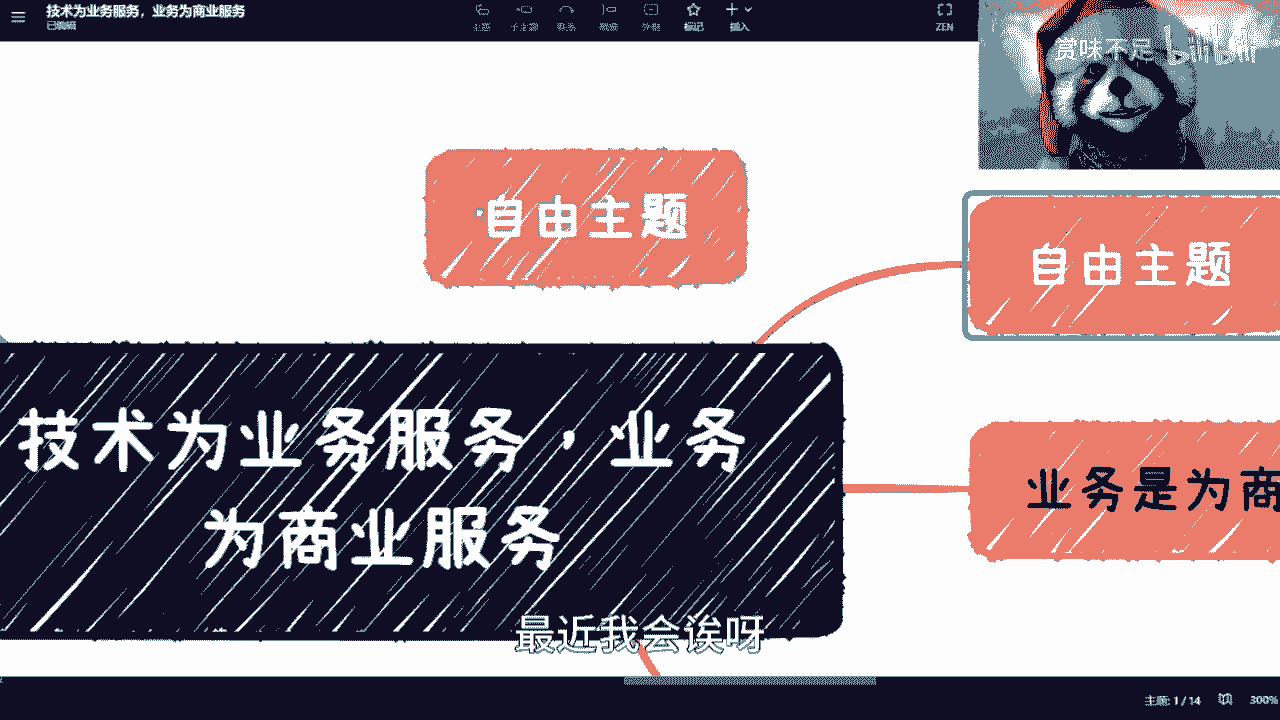 技术为业务服务，业务为商业服务
已编辑
主题
子主题
联系
概要
外框
标记
插入
ZEN
赏味不足
bilibili
自由主题
自由主题
技术为业务服务，业务
为商业服务
业务是为商
最近我会诶呀
主题: 1 / 14
300%